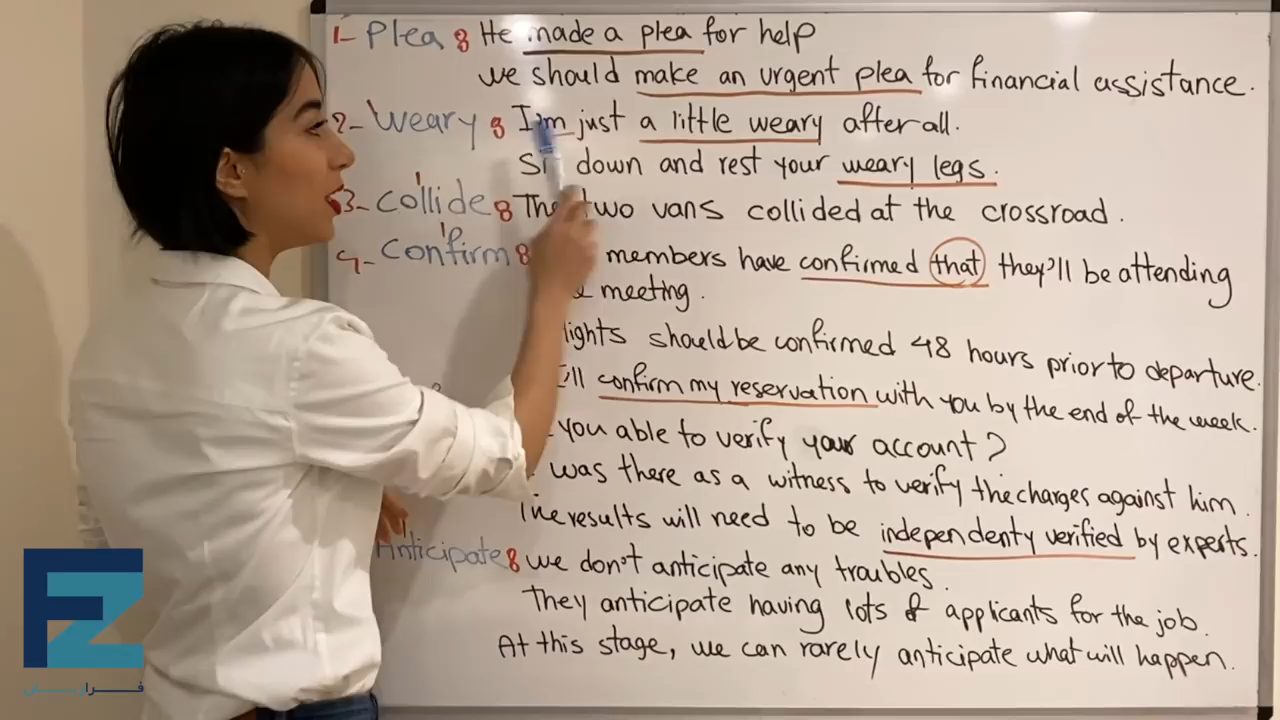 1- Plea : He made a plea for help
we should make an urgent plea for financial assistance.
2- Weary : I'm just a little weary after all.
down and rest your weary legs.
3- Collide : The two vans collided at the crossroad.
4- Confirm : members have confirmed that they'll be attending
meeting.
should be confirmed 48 hours prior to departure.
I'll confirm my reservation with you by the end of the week.
you able to verify your account?
was there as a witness to verify the charges against him.
The results will need to be independenty verified by experts.
Anticipate : we don't anticipate any troubles.
They anticipate having lots of applicants for the job.
At this stage, we can rarely anticipate what will happen.
FZ